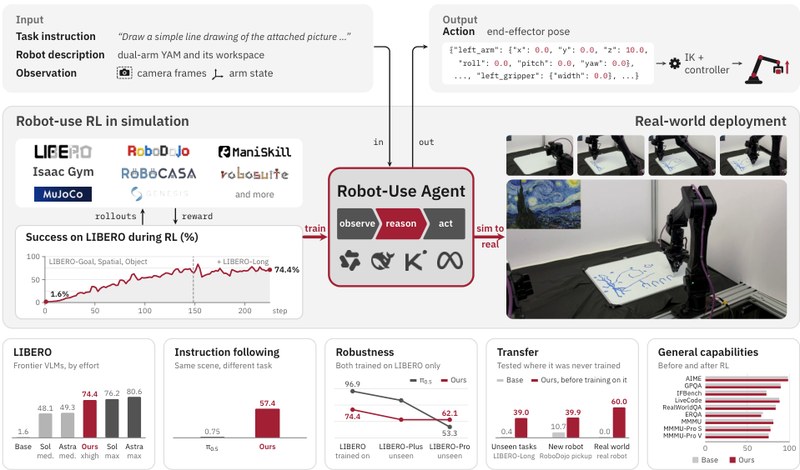 Input
Task instruction "Draw a simple line drawing of the attached picture ..."
Robot description dual-arm YAM and its workspace
Observation camera frames arm state
Output
Action end-effector pose
{"left_arm": {"x": 0.0, "y": 0.0, "z": 10.0,
"roll": 0.0, "pitch": 0.0, "yaw": 0.0},
..., "left_gripper": {"width": 0.0}, ...}
IK +
controller
in
out
Robot-use RL in simulation
LIBERO
RoboDojo
ManiSkill
Isaac Gym
ROBOCASA
robosuite
MuJoCo
GENESIS
and more
rollouts
reward
Success on LIBERO during RL (%)
LIBERO-Goal, Spatial, Object
+ LIBERO-Long
100
50
0
1.6%
74.4%
0
100
200
step
train
Robot-Use Agent
observe
reason
act
sim to
real
Real-world deployment
LIBERO
Frontier VLMs, by effort
1.6
48.1
49.3
74.4
76.2
80.6
Base
Sol
med.
Astra
med.
Ours
xhigh
Sol
max
Astra
max
Instruction following
Same scene, different task
0.75
57.4
π0.5
Ours
Robustness
Both trained on LIBERO only
π0.5
Ours
96.9
74.4
62.1
53.3
LIBERO
trained on
LIBERO-Plus
unseen
LIBERO-Pro
unseen
Transfer
Tested where it was never trained
Base
Ours, before training on it
0.4
39.0
10.7
39.9
0.0
60.0
Unseen tasks
LIBERO-Long
New robot
RoboDojo pickup
Real world
real robot
General capabilities
Before and after RL
AIME
GPQA
IFBench
LiveCode
RealWorldQA
ERQA
MMMU
MMMU-Pro S
MMMU-Pro V
0
50
100
Base
Ours